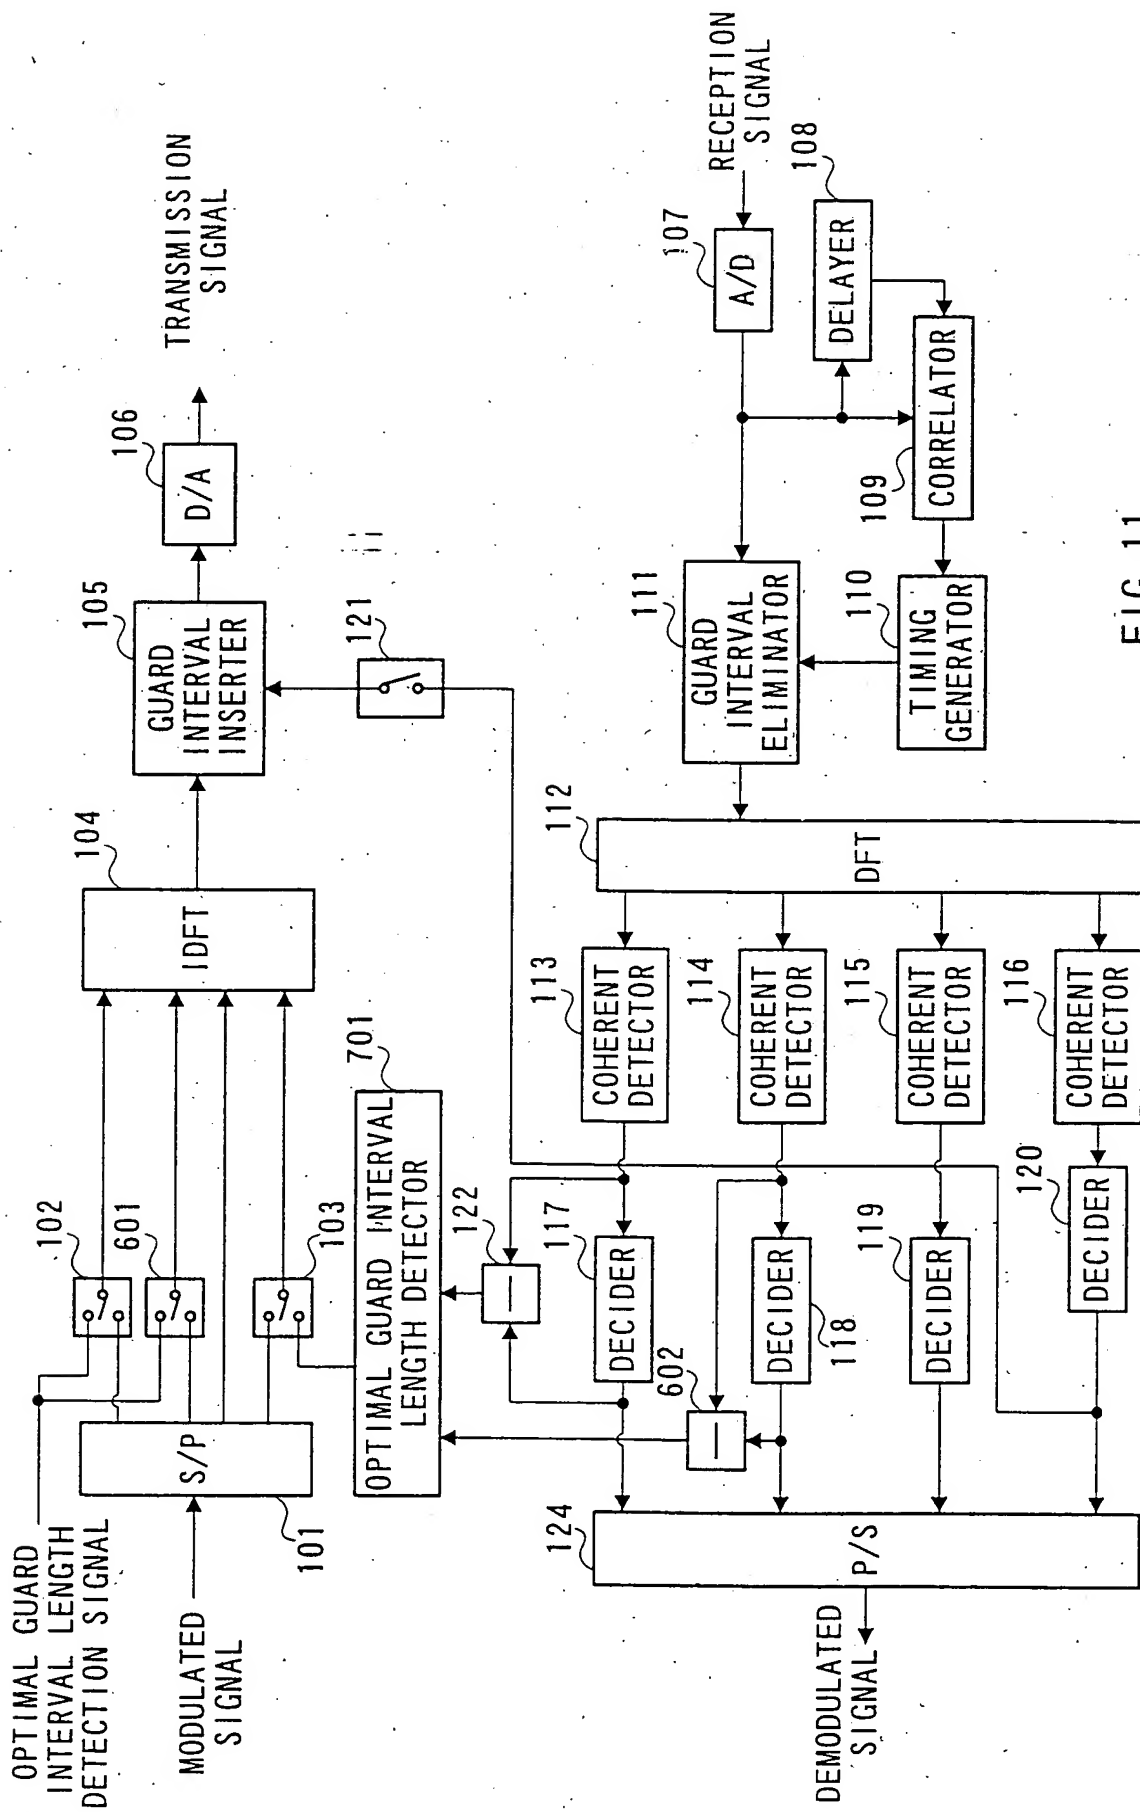 OPTIMAL GUARD
INTERVAL LENGTH
DETECTION SIGNAL
MODULATED
SIGNAL
101
S/P
102
601
103
104
IDFT
105
GUARD
INTERVAL
INSERTER
106
D/A
TRANSMISSION
SIGNAL
121
701
OPTIMAL GUARD INTERVAL
LENGTH DETECTOR
122
602
RECEPTION
SIGNAL
107
A/D
108
DELAYER
109
CORRELATOR
110
TIMING
GENERATOR
111
GUARD
INTERVAL
ELIMINATOR
112
DFT
113
COHERENT
DETECTOR
114
COHERENT
DETECTOR
115
COHERENT
DETECTOR
116
COHERENT
DETECTOR
117
DECIDER
118
DECIDER
119
DECIDER
120
DECIDER
124
P/S
DEMODULATED
SIGNAL
FIG. 11